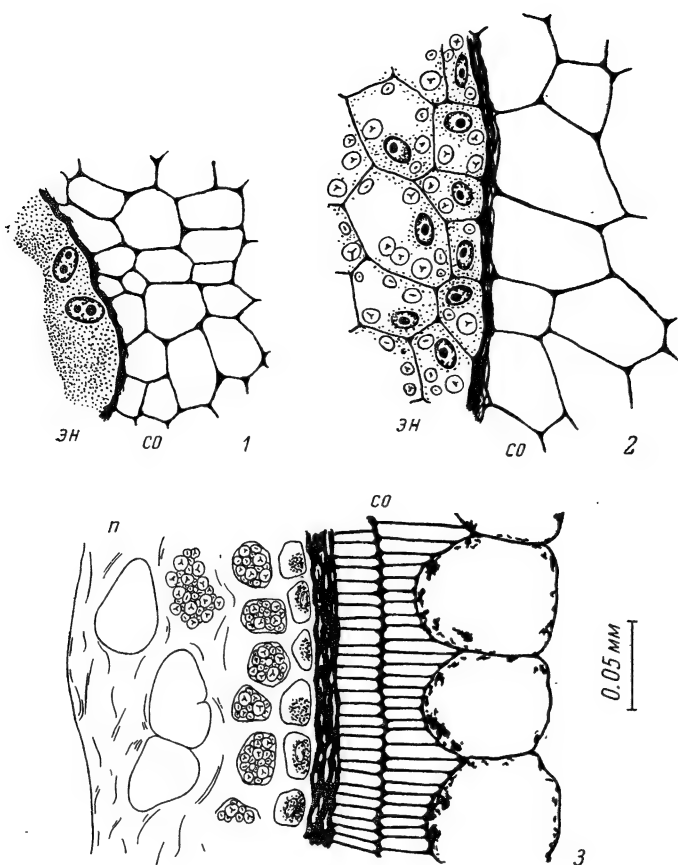 эн со 1
эн со 2
п со
0.05 мм
3